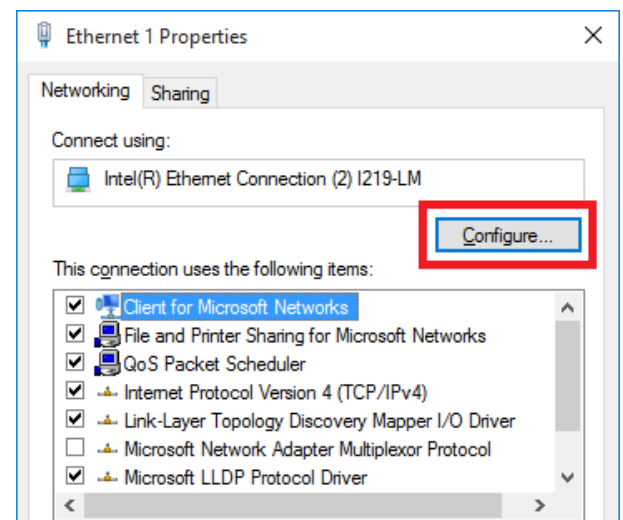 Ethernet 1 Properties
Networking
Sharing
Connect using:
Intel(R) Ethernet Connection (2) I219-LM
Configure...
This connection uses the following items:
Client for Microsoft Networks
File and Printer Sharing for Microsoft Networks
QoS Packet Scheduler
Internet Protocol Version 4 (TCP/IPv4)
Link-Layer Topology Discovery Mapper I/O Driver
Microsoft Network Adapter Multiplexor Protocol
Microsoft LLDP Protocol Driver